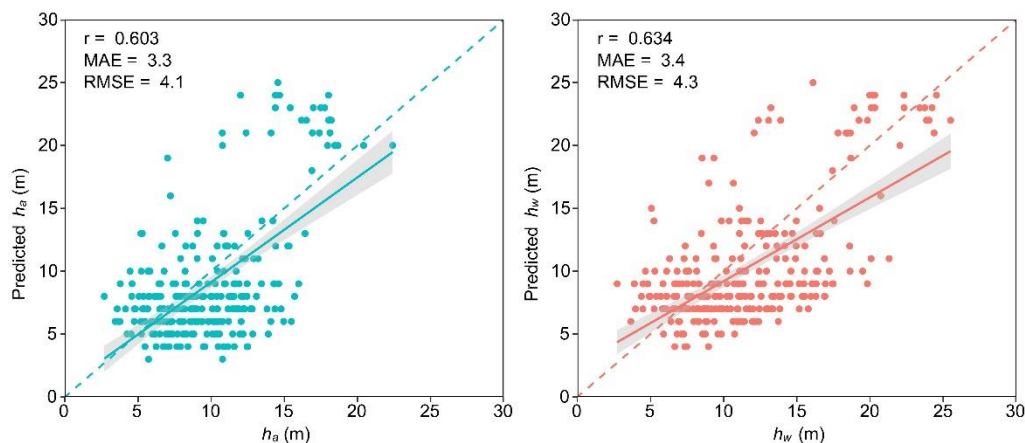 r = 0.603
MAE = 3.3
RMSE = 4.1
Predicted hₐ (m)
30
25
20
15
10
5
0
0 5 10 15 20 25 30
hₐ (m)
r = 0.634
MAE = 3.4
RMSE = 4.3
Predicted h_w (m)
30
25
20
15
10
5
0
0 5 10 15 20 25 30
h_w (m)